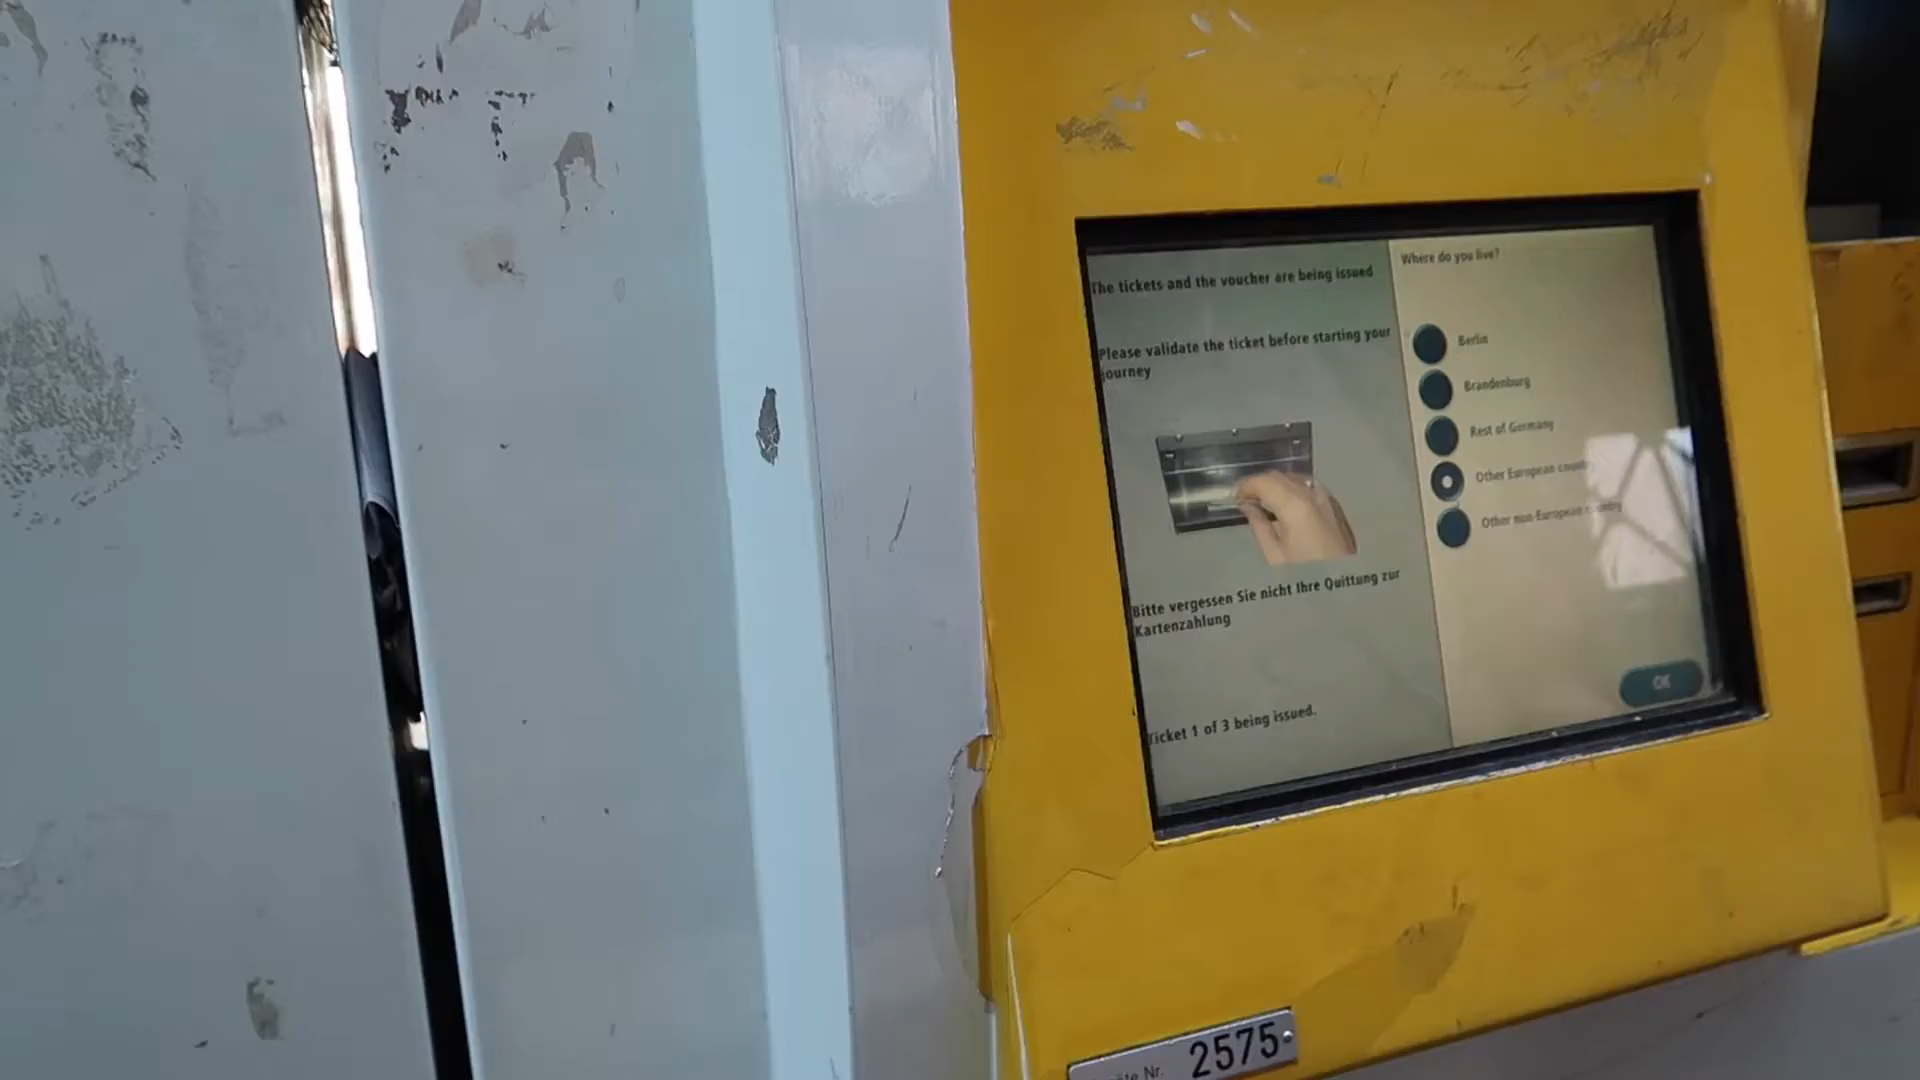 The tickets and the voucher are being issued
Please validate the ticket before starting your
journey
Bitte vergessen Sie nicht Ihre Quittung zur
Kartenzahlung
Ticket 1 of 3 being issued.
Where do you live?
Berlin
Brandenburg
Rest of Germany
Other European country
Other non-European country
OK
Nr. 2575